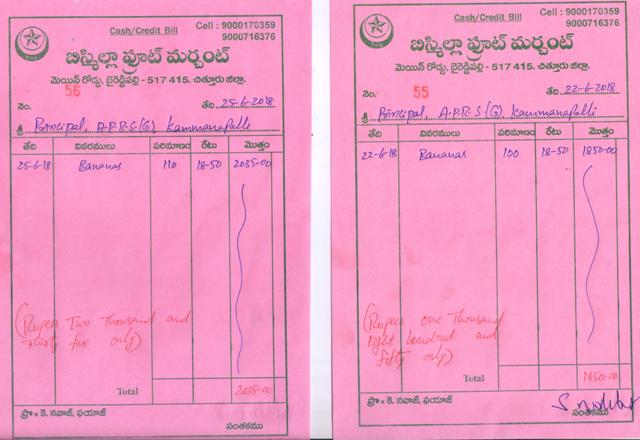 Cash/Credit Bill
Cell : 9000170359
9000716376
బిస్మిల్లా ఫ్రూట్ మర్చంట్
మెయిన్ రోడ్డు, బైరెడ్డిపల్లి - 517 415. చిత్తూరు జిల్లా.
నెం. 56
తేది 25-6-2018
శ్రీ Principal, A.P.R.S(G), Kammanapalli
తేది వివరములు పరిమాణం రేటు మొత్తం
25-6-18 Bananas 110 18-50 2035-00
(Rupees Two Thousand and
thirty five only)
Total 2035-00
ప్రొ॥ కె. నవాజ్, ఫయాజ్
సంతకము
Cash/Credit Bill
Cell : 9000170359
9000716376
బిస్మిల్లా ఫ్రూట్ మర్చంట్
మెయిన్ రోడ్డు, బైరెడ్డిపల్లి - 517 415. చిత్తూరు జిల్లా.
నెం. 55
తేది 22-6-2018
శ్రీ Principal, A.P.R.S(G), Kammanapalli
తేది వివరములు పరిమాణం రేటు మొత్తం
22-6-18 Bananas 100 18-50 1850-00
(Rupees one Thousand
Eight hundred and
fifty only)
Total 1850-00
ప్రొ॥ కె. నవాజ్, ఫయాజ్
సంతకము